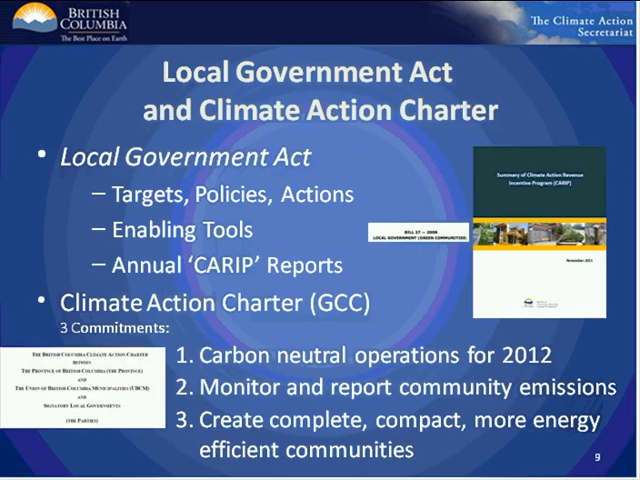 BRITISH
COLUMBIA
The Best Place on Earth
The Climate Action
Secretariat
Local Government Act
and Climate Action Charter
• Local Government Act
– Targets, Policies, Actions
– Enabling Tools
– Annual ‘CARIP’ Reports
Summary of Climate Action Revenue
Incentive Program (CARIP)
November 2011
BILL 27 — 2008
LOCAL GOVERNMENT (GREEN COMMUNITIES)
• Climate Action Charter (GCC)
3 Commitments:
THE BRITISH COLUMBIA CLIMATE ACTION CHARTER
BETWEEN
THE PROVINCE OF BRITISH COLUMBIA (THE PROVINCE)
AND
THE UNION OF BRITISH COLUMBIA MUNICIPALITIES (UBCM)
AND
SIGNATORY LOCAL GOVERNMENTS
(THE PARTIES)
1. Carbon neutral operations for 2012
2. Monitor and report community emissions
3. Create complete, compact, more energy
efficient communities
9